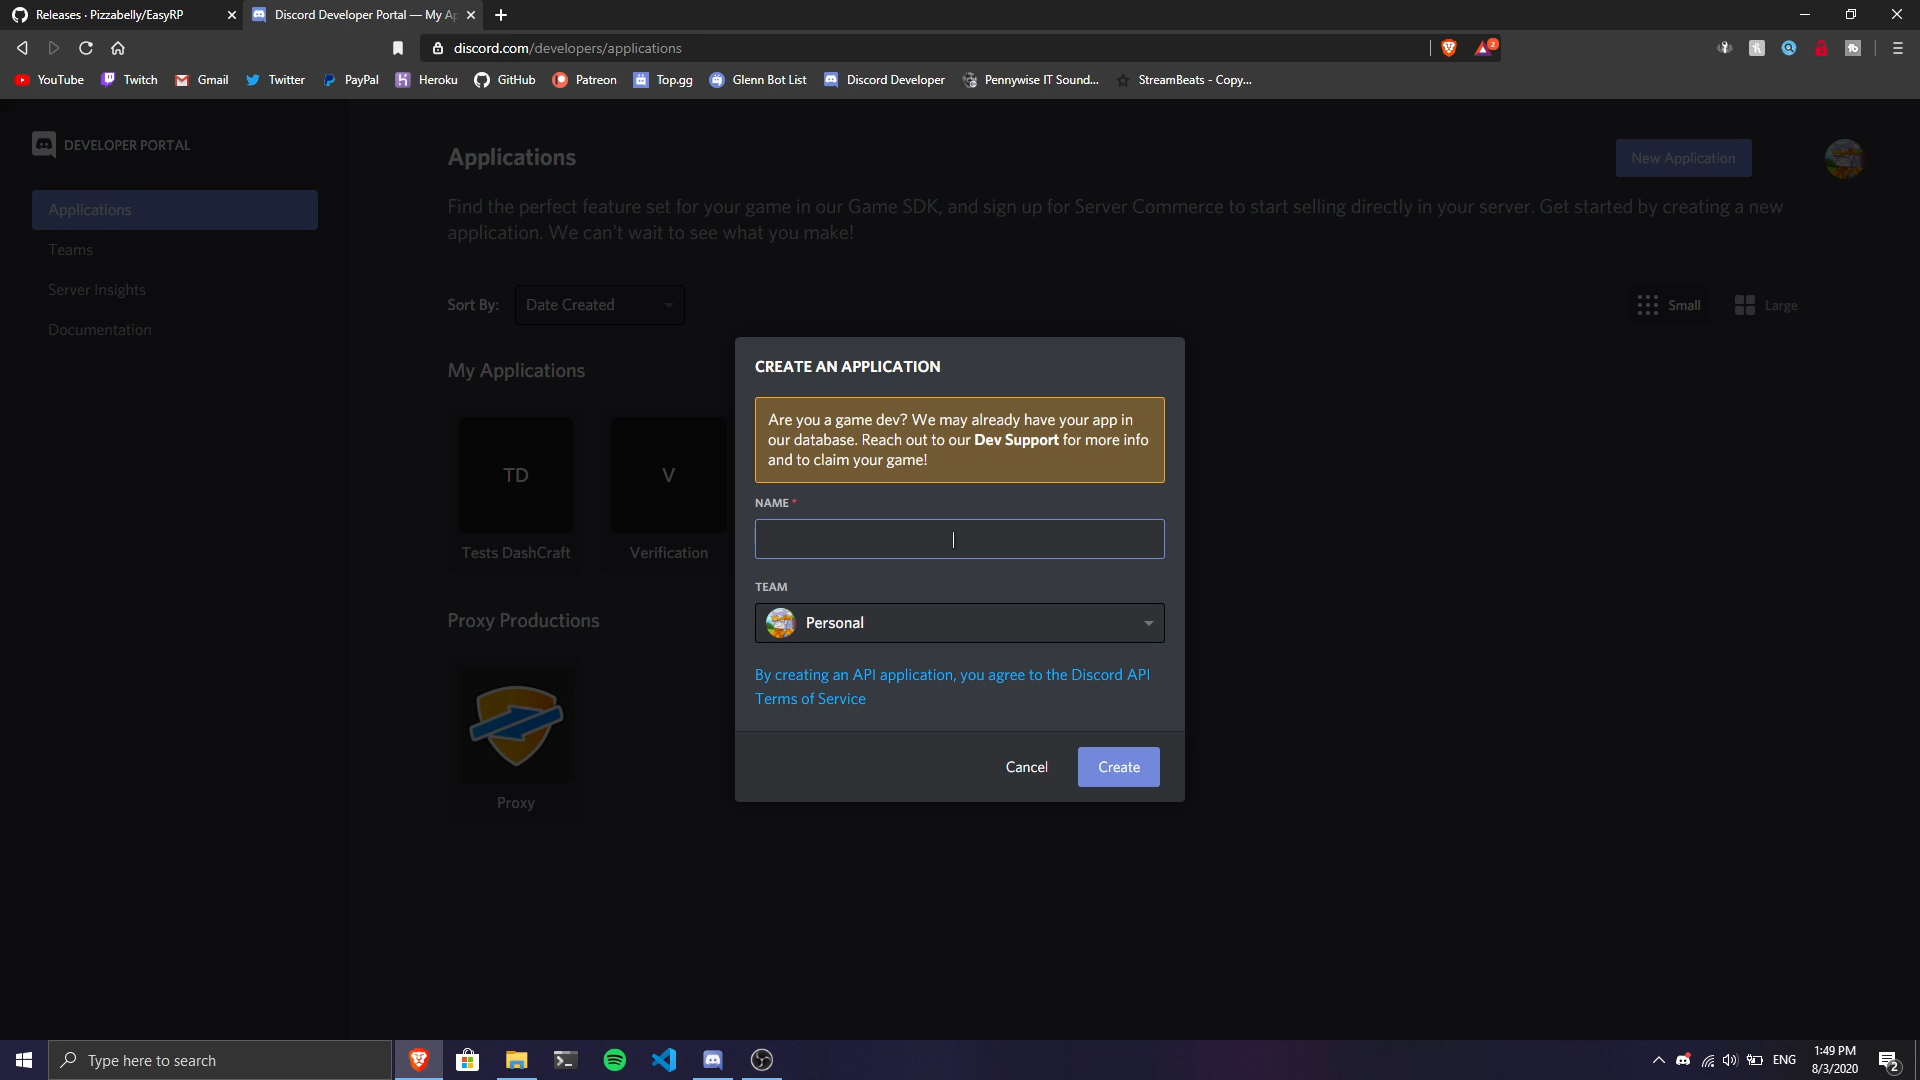 Releases · Pizzabelly/EasyRP
Discord Developer Portal — My Ap
discord.com/developers/applications
2
YouTube
Twitch
Gmail
Twitter
PayPal
Heroku
GitHub
Patreon
Top.gg
Glenn Bot List
Discord Developer
Pennywise IT Sound...
StreamBeats - Copy...
DEVELOPER PORTAL
Applications
Teams
Server Insights
Documentation
Applications
New Application
Find the perfect feature set for your game in our Game SDK, and sign up for Server Commerce to start selling directly in your server. Get started by creating a new
application. We can't wait to see what you make!
Sort By:
Date Created
Small
Large
My Applications
TD
V
Tests DashCraft
Verification
Proxy Productions
Proxy
CREATE AN APPLICATION
Are you a game dev? We may already have your app in
our database. Reach out to our Dev Support for more info
and to claim your game!
NAME *
TEAM
Personal
By creating an API application, you agree to the Discord API
Terms of Service
Cancel
Create
Type here to search
ENG
1:49 PM
8/3/2020
2